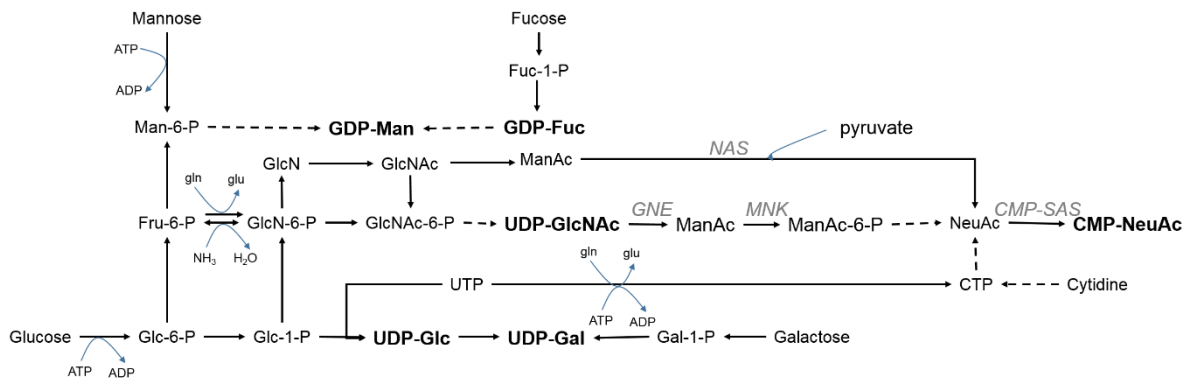 Mannose
Fucose
ATP
Fuc-1-P
ADP
Man-6-P
GDP-Man
GDP-Fuc
pyruvate
NAS
GlcN
GlcNAc
ManAc
gln
glu
GNE
MNK
CMP-SAS
Fru-6-P
GlcN-6-P
GlcNAc-6-P
UDP-GlcNAc
ManAc
ManAc-6-P
NeuAc
CMP-NeuAc
NH₃
H₂O
gln
glu
UTP
CTP
Cytidine
ATP
ADP
Glucose
Glc-6-P
Glc-1-P
UDP-Glc
UDP-Gal
Gal-1-P
Galactose
ATP
ADP